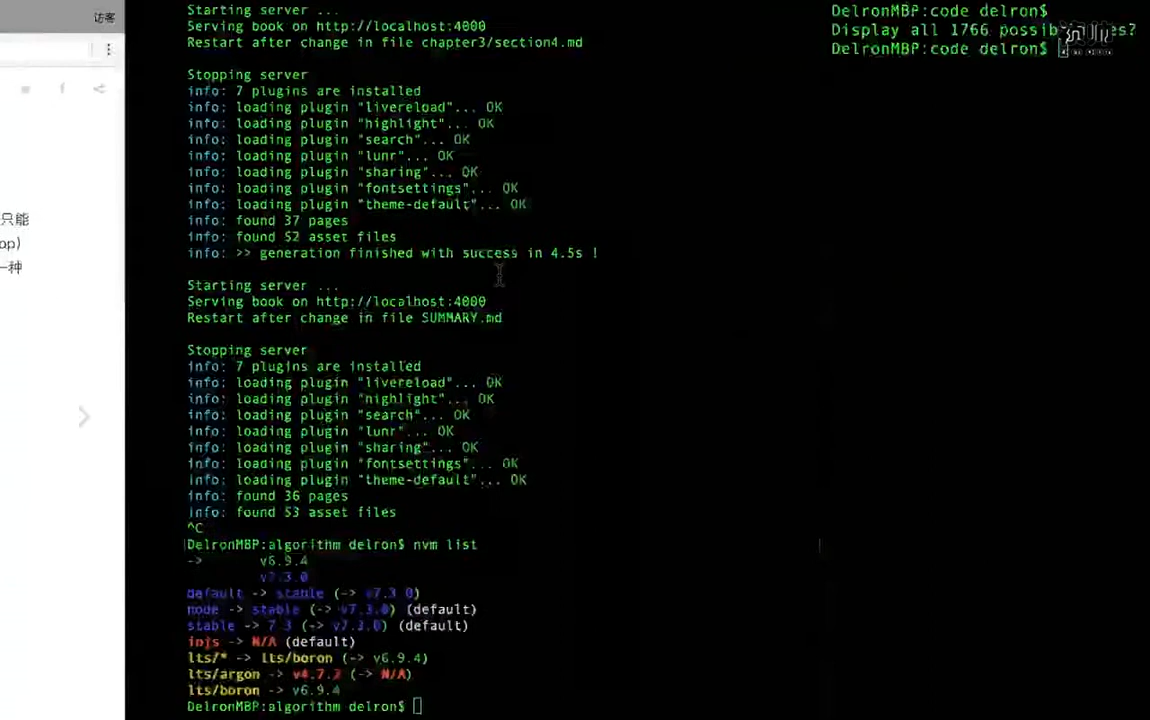 访客
只能
op)
一种
Starting server ...
Serving book on http://localhost:4000
Restart after change in file chapter3/section4.md
Stopping server
info: 7 plugins are installed
info: loading plugin "livereload"... OK
info: loading plugin "highlight"... OK
info: loading plugin "search"... OK
info: loading plugin "lunr"... OK
info: loading plugin "sharing"... OK
info: loading plugin "fontsettings"... OK
info: loading plugin "theme-default"... OK
info: found 37 pages
info: found 52 asset files
info: >> generation finished with success in 4.5s !
Starting server ...
Serving book on http://localhost:4000
Restart after change in file SUMMARY.md
Stopping server
info: 7 plugins are installed
info: loading plugin "livereload"... OK
info: loading plugin "highlight"... OK
info: loading plugin "search"... OK
info: loading plugin "lunr"... OK
info: loading plugin "sharing"... OK
info: loading plugin "fontsettings"... OK
info: loading plugin "theme-default"... OK
info: found 36 pages
info: found 53 asset files
^C
DelronMBP:algorithm delron$ nvm list
-> v6.9.4
v7.3.0
default -> stable (-> v7.3.0)
node -> stable (-> v7.3.0) (default)
stable -> 7.3 (-> v7.3.0) (default)
iojs -> N/A (default)
lts/* -> lts/boron (-> v6.9.4)
lts/argon -> v4.7.2 (-> N/A)
lts/boron -> v6.9.4
DelronMBP:algorithm delron$
DelronMBP:code delron$
Display all 1766 possib es?
DelronMBP:code delron$